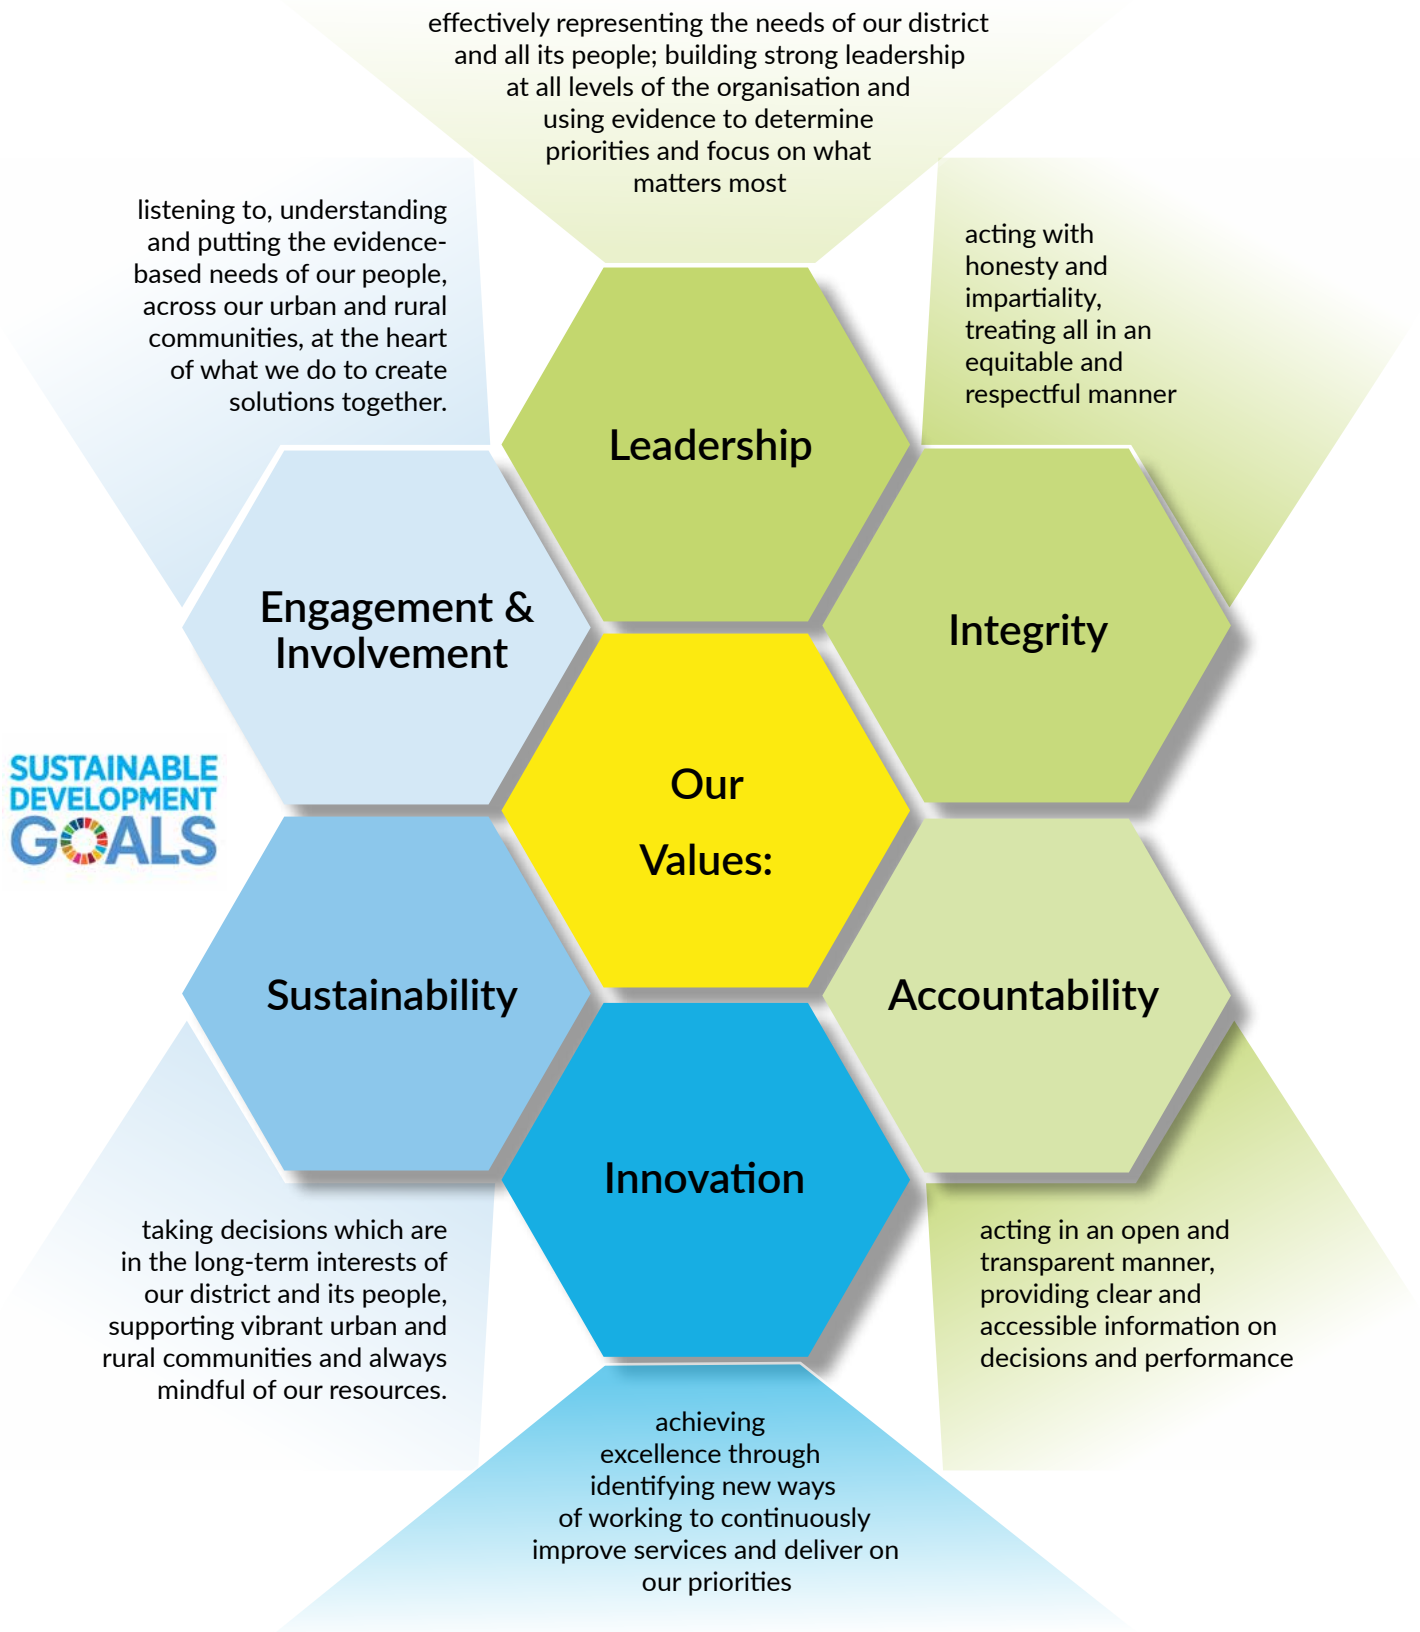 effectively representing the needs of our district
and all its people; building strong leadership
at all levels of the organisation and
using evidence to determine
priorities and focus on what
matters most
listening to, understanding
and putting the evidence-
based needs of our people,
across our urban and rural
communities, at the heart
of what we do to create
solutions together.
acting with
honesty and
impartiality,
treating all in an
equitable and
respectful manner
Leadership
Engagement &
Involvement
Integrity
SUSTAINABLE
DEVELOPMENT
GOALS
Our
Values:
Sustainability
Accountability
Innovation
taking decisions which are
in the long-term interests of
our district and its people,
supporting vibrant urban and
rural communities and always
mindful of our resources.
acting in an open and
transparent manner,
providing clear and
accessible information on
decisions and performance
achieving
excellence through
identifying new ways
of working to continuously
improve services and deliver on
our priorities